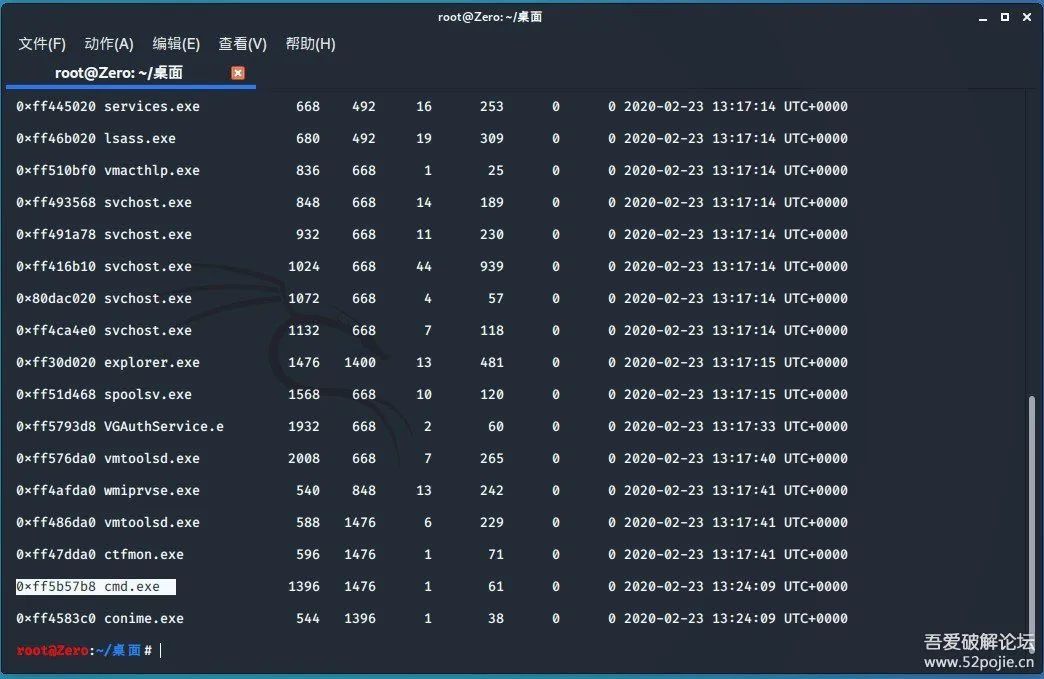 root@Zero: ~/桌面
文件(F) 动作(A) 编辑(E) 查看(V) 帮助(H)
root@Zero: ~/桌面
0×ff445020 services.exe 668 492 16 253 0 0 2020-02-23 13:17:14 UTC+0000
0×ff46b020 lsass.exe 680 492 19 309 0 0 2020-02-23 13:17:14 UTC+0000
0×ff510bf0 vmacthlp.exe 836 668 1 25 0 0 2020-02-23 13:17:14 UTC+0000
0×ff493568 svchost.exe 848 668 14 189 0 0 2020-02-23 13:17:14 UTC+0000
0×ff491a78 svchost.exe 932 668 11 230 0 0 2020-02-23 13:17:14 UTC+0000
0×ff416b10 svchost.exe 1024 668 44 939 0 0 2020-02-23 13:17:14 UTC+0000
0×80dac020 svchost.exe 1072 668 4 57 0 0 2020-02-23 13:17:14 UTC+0000
0×ff4ca4e0 svchost.exe 1132 668 7 118 0 0 2020-02-23 13:17:14 UTC+0000
0×ff30d020 explorer.exe 1476 1400 13 481 0 0 2020-02-23 13:17:15 UTC+0000
0×ff51d468 spoolsv.exe 1568 668 10 120 0 0 2020-02-23 13:17:15 UTC+0000
0×ff5793d8 VGAuthService.e 1932 668 2 60 0 0 2020-02-23 13:17:33 UTC+0000
0×ff576da0 vmtoolsd.exe 2008 668 7 265 0 0 2020-02-23 13:17:40 UTC+0000
0×ff4afda0 wmiprvse.exe 540 848 13 242 0 0 2020-02-23 13:17:41 UTC+0000
0×ff486da0 vmtoolsd.exe 588 1476 6 229 0 0 2020-02-23 13:17:41 UTC+0000
0×ff47dda0 ctfmon.exe 596 1476 1 71 0 0 2020-02-23 13:17:41 UTC+0000
0×ff5b57b8 cmd.exe 1396 1476 1 61 0 0 2020-02-23 13:24:09 UTC+0000
0×ff4583c0 conime.exe 544 1396 1 38 0 0 2020-02-23 13:24:09 UTC+0000
root@Zero:~/桌面#
吾爱破解论坛
www.52pojie.cn